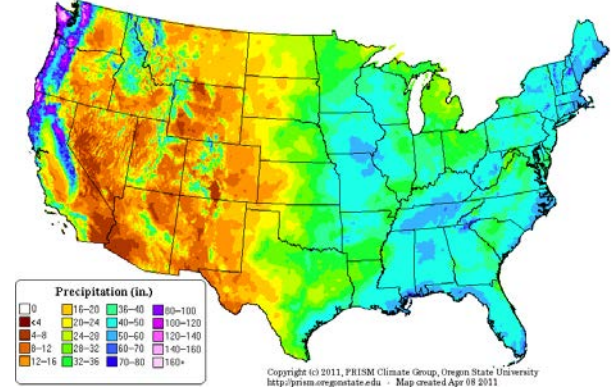 Precipitation (in.)
0 16-20 36-40 80-100
<4 20-24 40-50 100-120
4-8 24-28 50-60 120-140
8-12 28-32 60-70 140-160
12-16 32-36 70-80 160+
Copyright (c) 2011, PRISM Climate Group, Oregon State University
http://prism.oregonstate.edu - Map created Apr 08 2011